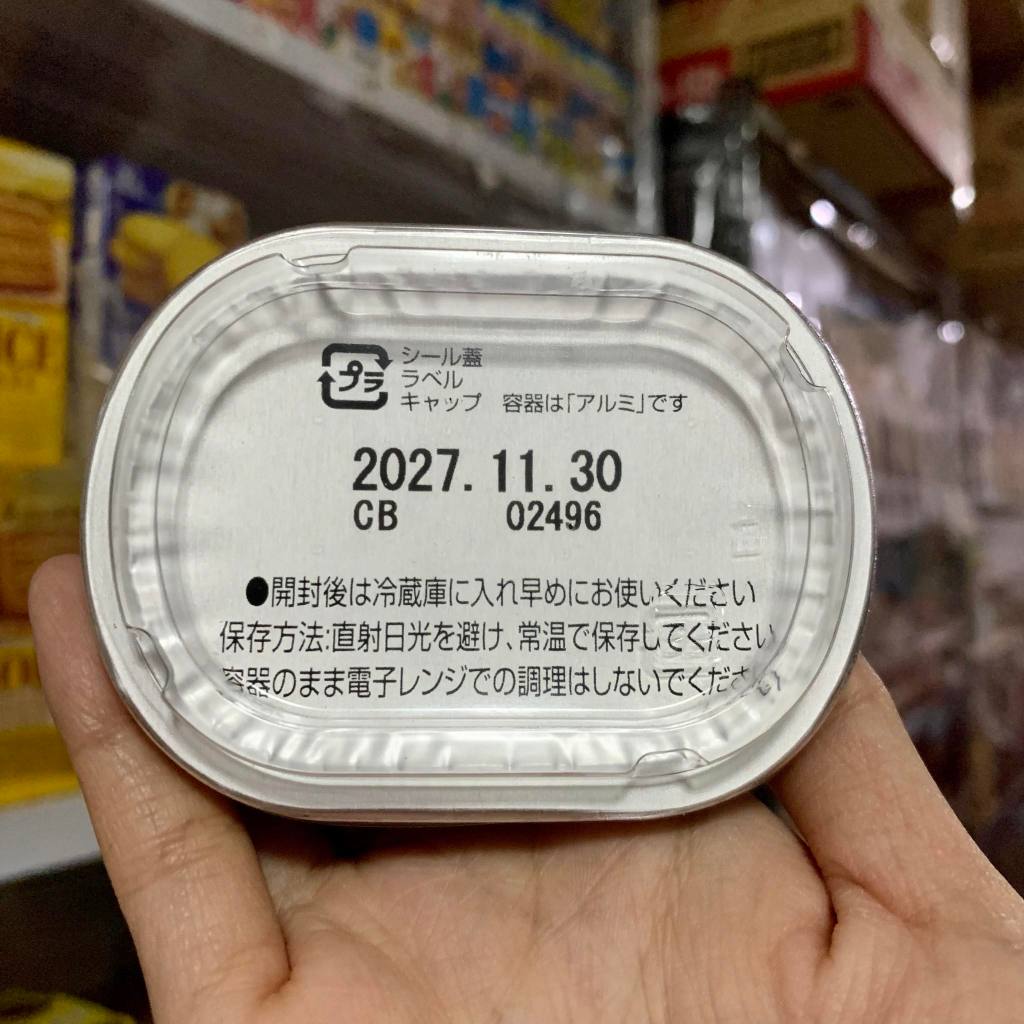 プラ
シール蓋
ラベル
キャップ 容器は「アルミ」です
2027. 11. 30
CB 02496
●開封後は冷蔵庫に入れ早めにお使いください
保存方法:直射日光を避け、常温で保存してください
容器のまま電子レンジでの調理はしないでください